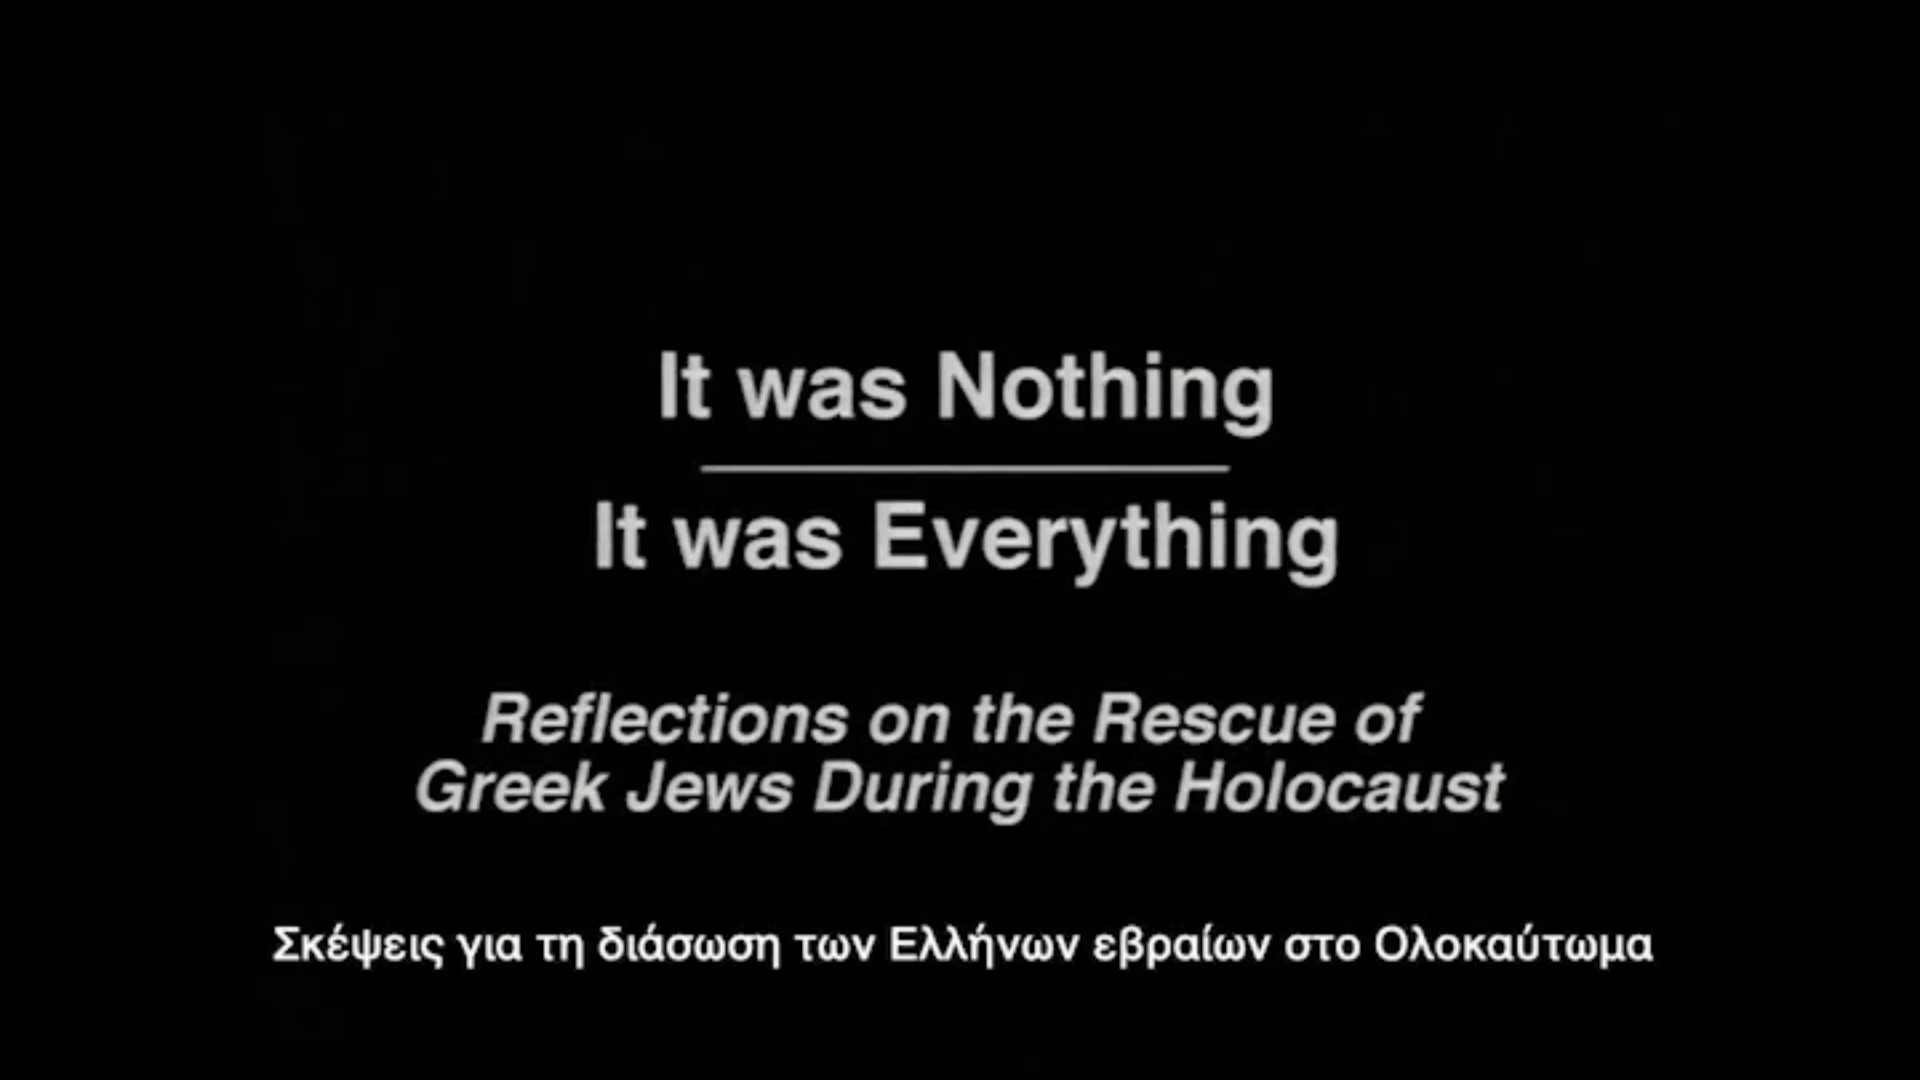 It was Nothing
It was Everything
Reflections on the Rescue of
Greek Jews During the Holocaust
Σκέψεις για τη διάσωση των Ελλήνων εβραίων στο Ολοκαύτωμα